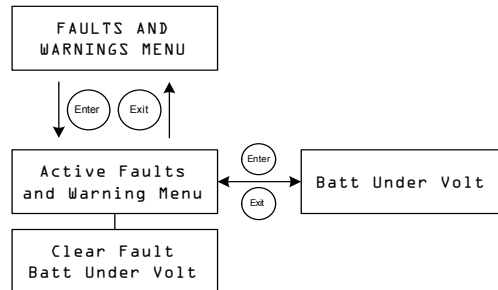 FAULTS AND
WARNINGS MENU
Enter
Exit
Active Faults
and Warning Menu
Enter
Exit
Batt Under Volt
Clear Fault
Batt Under Volt